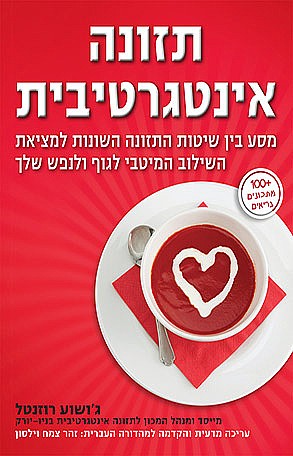 תזונה
אינטגרטיבית
מסע בין שיטות התזונה השונות למציאת
השילוב המיטבי לגוף ולנפש שלך
+100
מתכונים
בריאים
ג'ושוע רוזנטל
מייסד ומנהל המכון לתזונה אינטגרטיבית בניו-יורק
עריכה מדעית והקדמה למהדורה העברית: זהר צמח וילסון